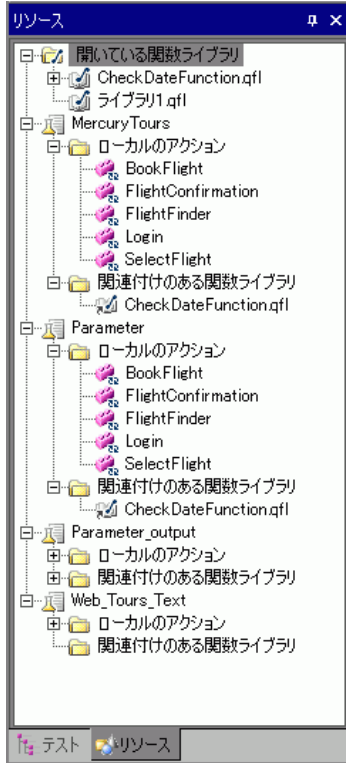 リソース
開いている関数ライブラリ
CheckDateFunction.qfl
ライブラリ1.qfl
MercuryTours
ローカルのアクション
BookFlight
FlightConfirmation
FlightFinder
Login
SelectFlight
関連付けのある関数ライブラリ
CheckDateFunction.qfl
Parameter
ローカルのアクション
BookFlight
FlightConfirmation
FlightFinder
Login
SelectFlight
関連付けのある関数ライブラリ
CheckDateFunction.qfl
Parameter_output
ローカルのアクション
関連付けのある関数ライブラリ
Web_Tours_Text
ローカルのアクション
関連付けのある関数ライブラリ
テスト リソース